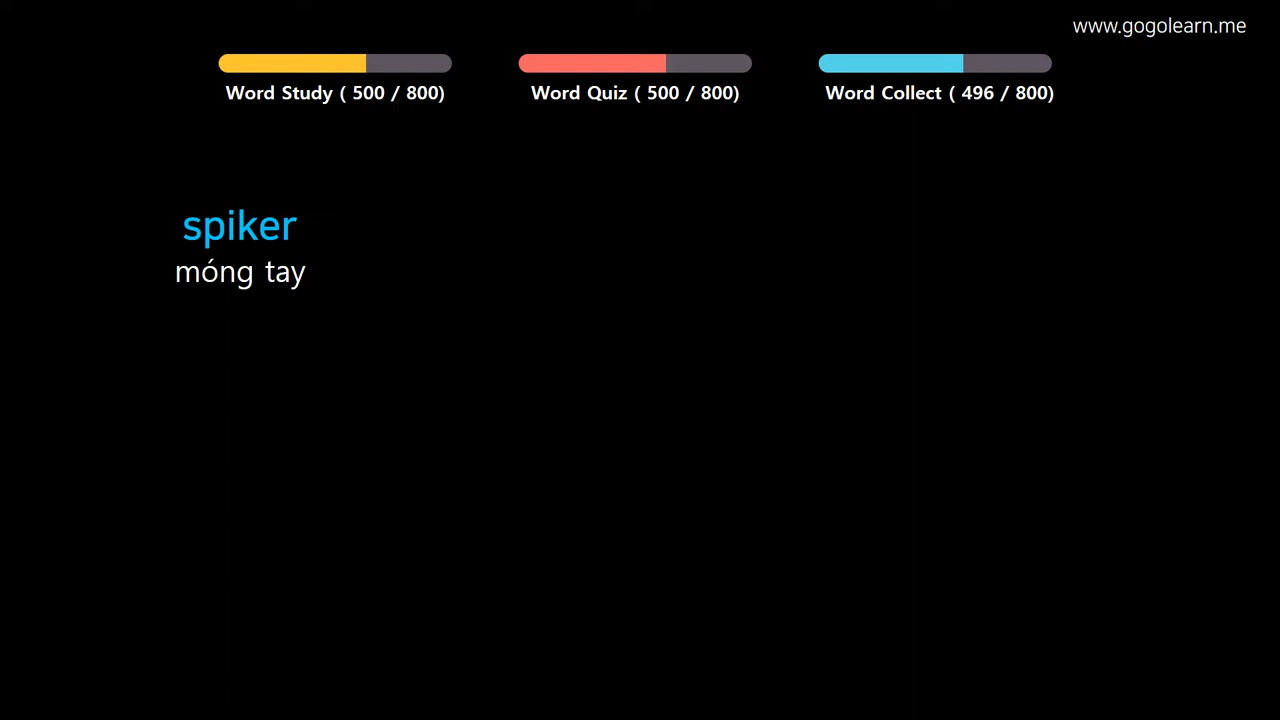 www.gogolearn.me
Word Study ( 500 / 800)
Word Quiz ( 500 / 800)
Word Collect ( 496 / 800)
spiker
móng tay